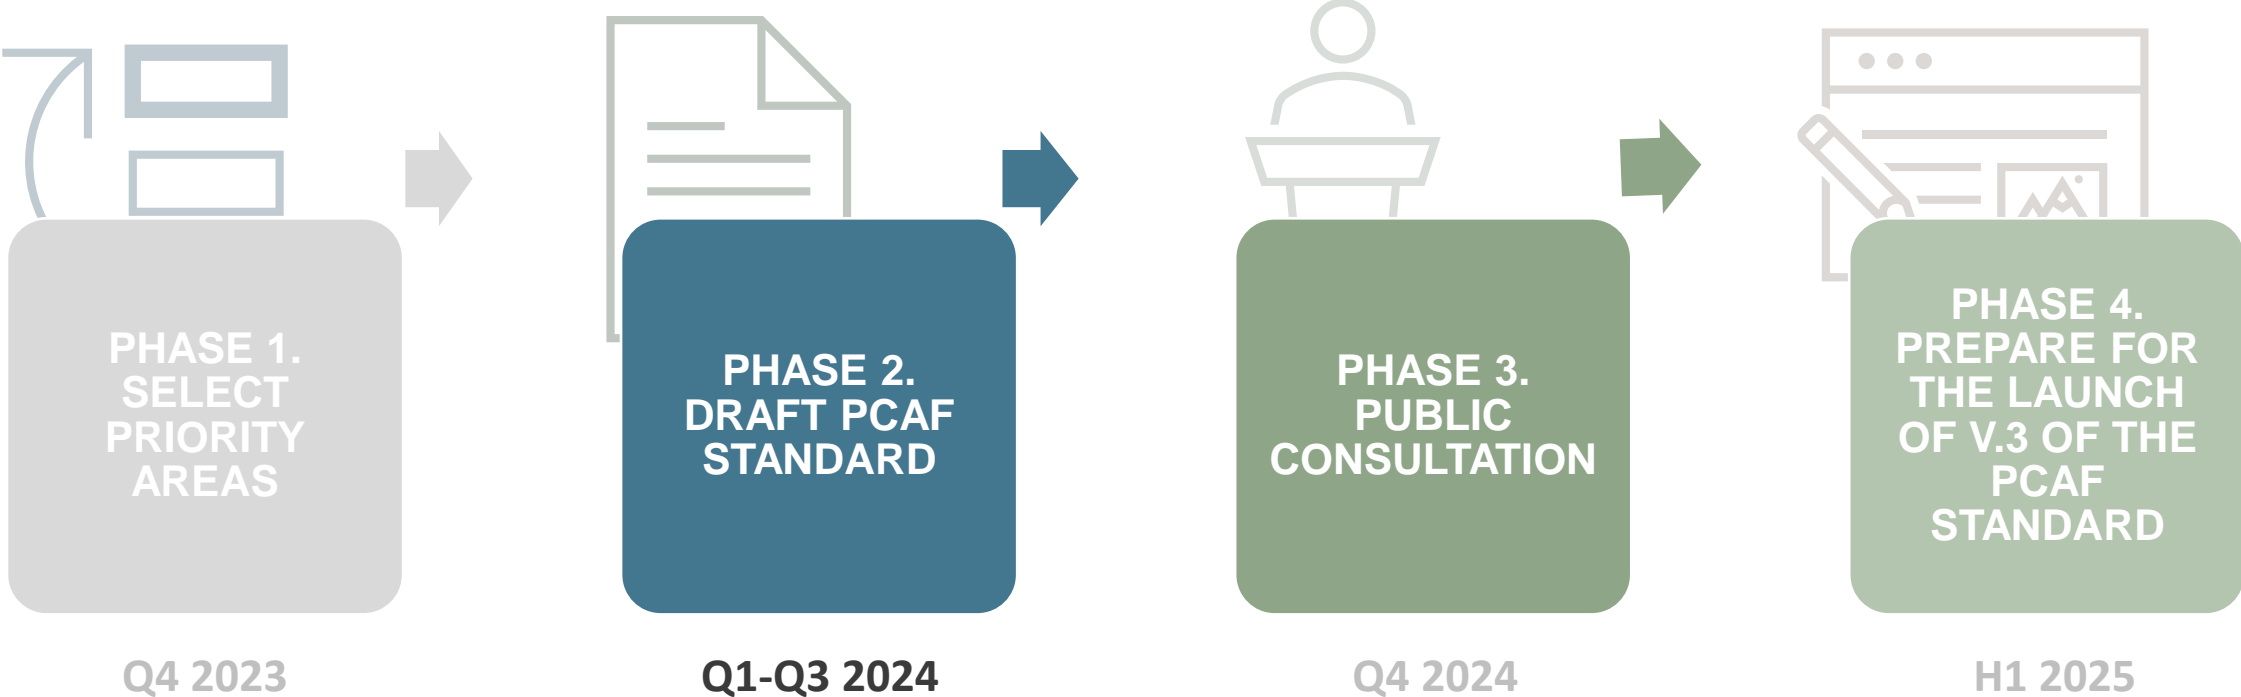 PHASE 1.
SELECT
PRIORITY
AREAS
PHASE 2.
DRAFT PCAF
STANDARD
PHASE 3.
PUBLIC
CONSULTATION
PHASE 4.
PREPARE FOR
THE LAUNCH
OF V.3 OF THE
PCAF
STANDARD
Q4 2023
Q1-Q3 2024
Q4 2024
H1 2025